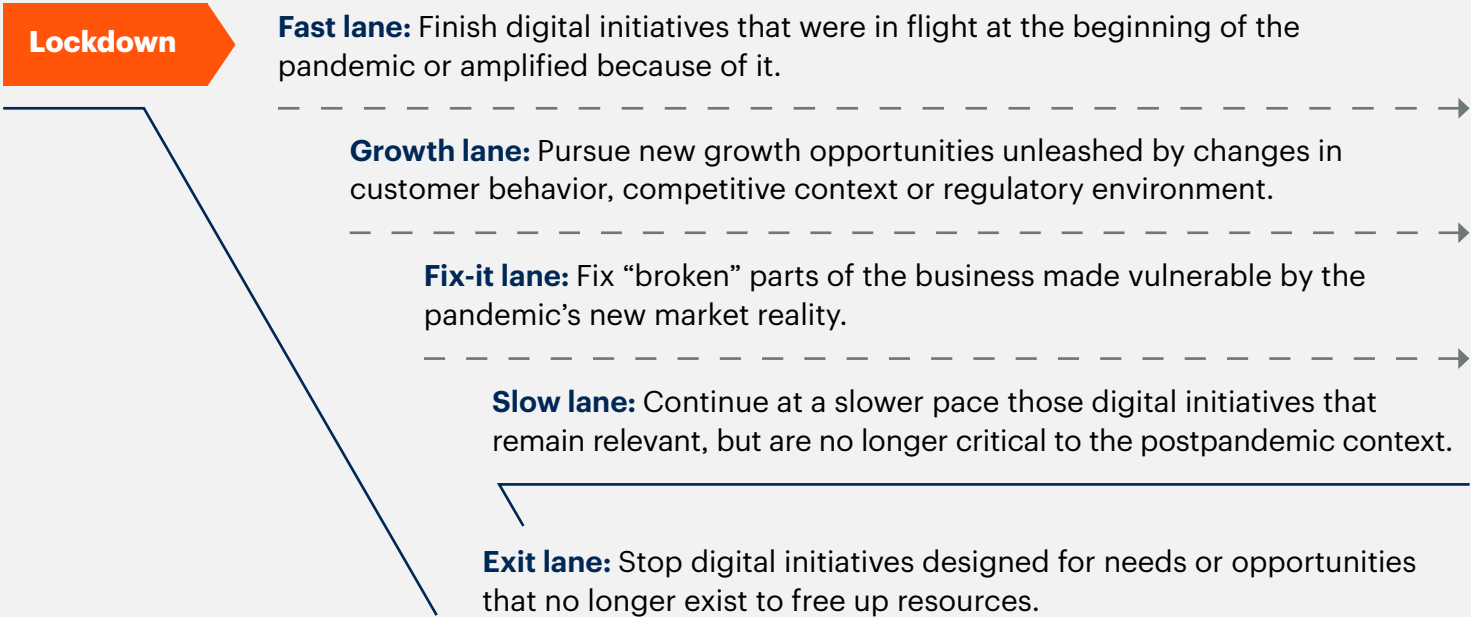 Lockdown
Fast lane: Finish digital initiatives that were in flight at the beginning of the
pandemic or amplified because of it.
Growth lane: Pursue new growth opportunities unleashed by changes in
customer behavior, competitive context or regulatory environment.
Fix-it lane: Fix “broken” parts of the business made vulnerable by the
pandemic’s new market reality.
Slow lane: Continue at a slower pace those digital initiatives that
remain relevant, but are no longer critical to the postpandemic context.
Exit lane: Stop digital initiatives designed for needs or opportunities
that no longer exist to free up resources.